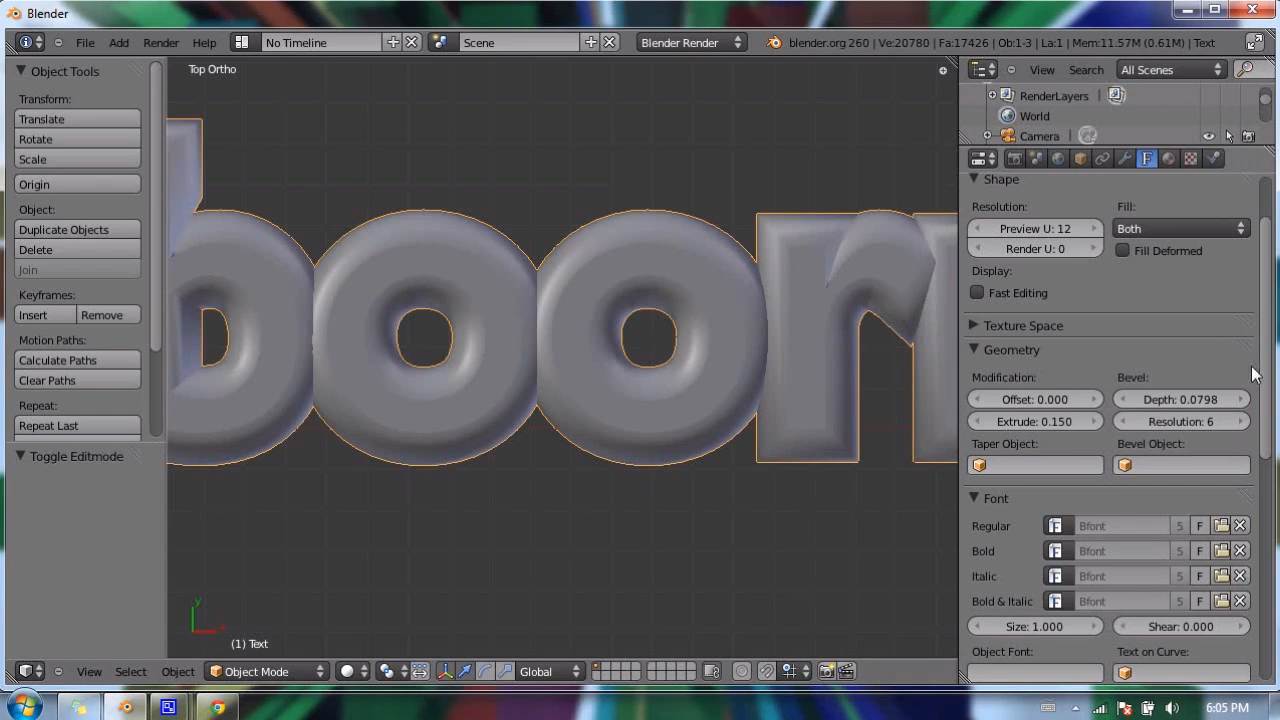 Blender
File Add Render Help No Timeline Scene Blender Render blender.org 260 | Ve:20780 | Fa:17426 | Ob:1-3 | La:1 | Mem:11.57M (0.61M) | Text
Object Tools
Transform:
Translate
Rotate
Scale
Origin
Object:
Duplicate Objects
Delete
Join
Keyframes:
Insert Remove
Motion Paths:
Calculate Paths
Clear Paths
Repeat:
Repeat Last
Toggle Editmode
Top Ortho
boom
y
x
(1) Text
View Select Object Object Mode Global
View Search All Scenes
RenderLayers
World
Camera
F
Shape
Resolution: Fill:
Preview U: 12 Both
Render U: 0 Fill Deformed
Display:
Fast Editing
Texture Space
Geometry
Modification: Bevel:
Offset: 0.000 Depth: 0.0798
Extrude: 0.150 Resolution: 6
Taper Object: Bevel Object:
Font
Regular F Bfont 5 F
Bold F Bfont 5 F
Italic F Bfont 5 F
Bold & Italic F Bfont 5 F
Size: 1.000 Shear: 0.000
Object Font: Text on Curve:
6:05 PM